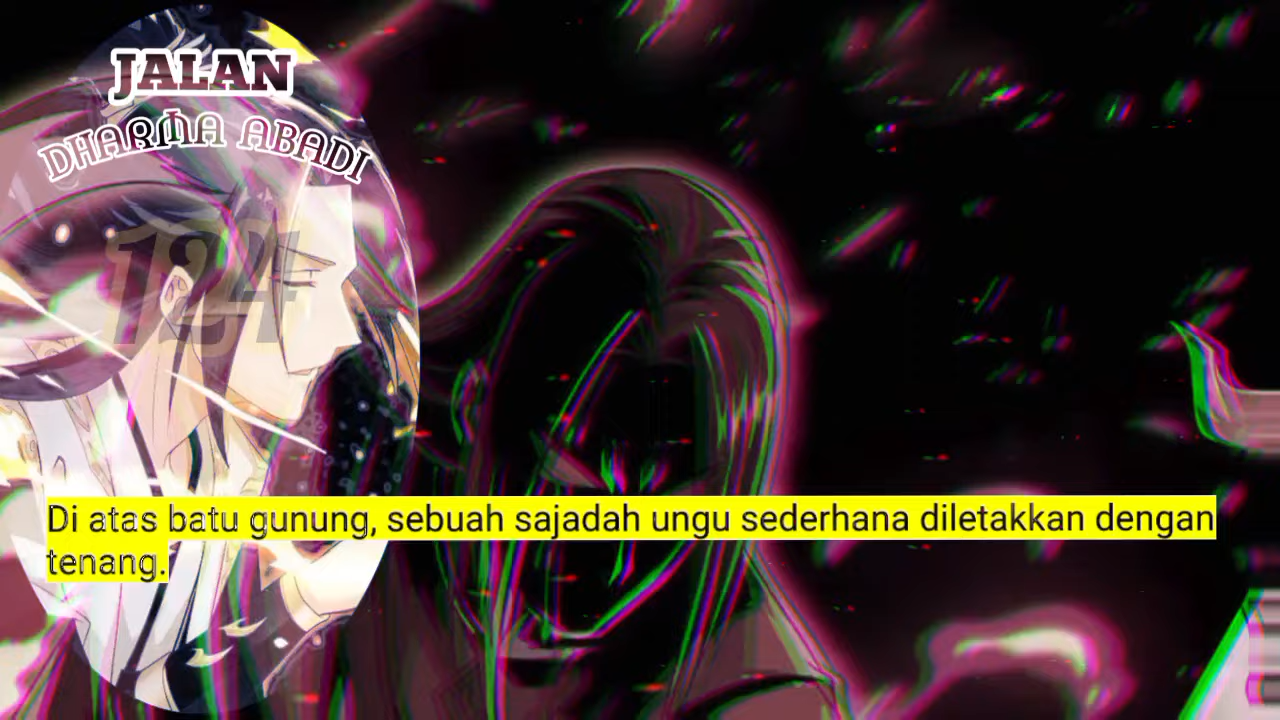 JALAN
DHARMA ABADI
124
Di atas batu gunung, sebuah sajadah ungu sederhana diletakkan dengan
tenang.